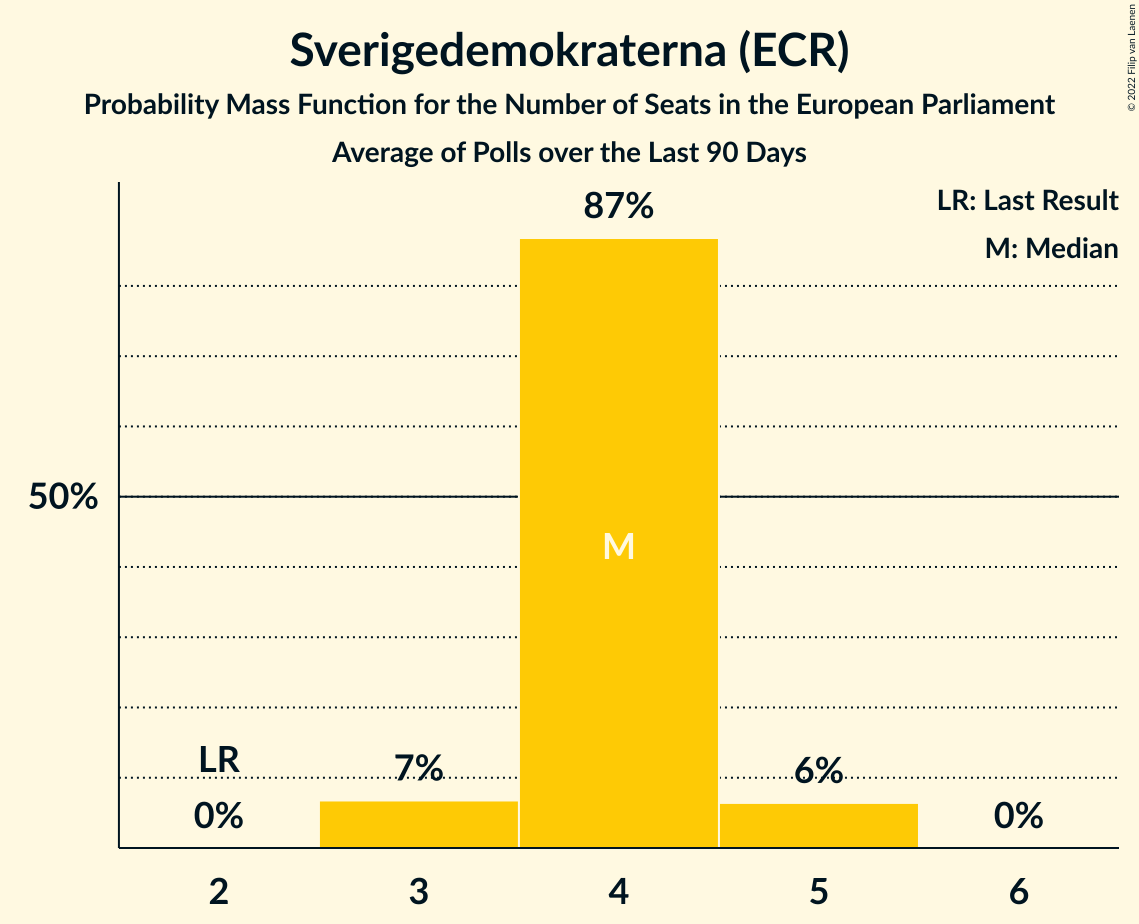 Sverigedemokraterna (ECR)
Probability Mass Function for the Number of Seats in the European Parliament
Average of Polls over the Last 90 Days
© 2022 Filip van Laenen
LR: Last Result
M: Median
87%
50%
M
LR
7%
6%
0%
0%
2
3
4
5
6